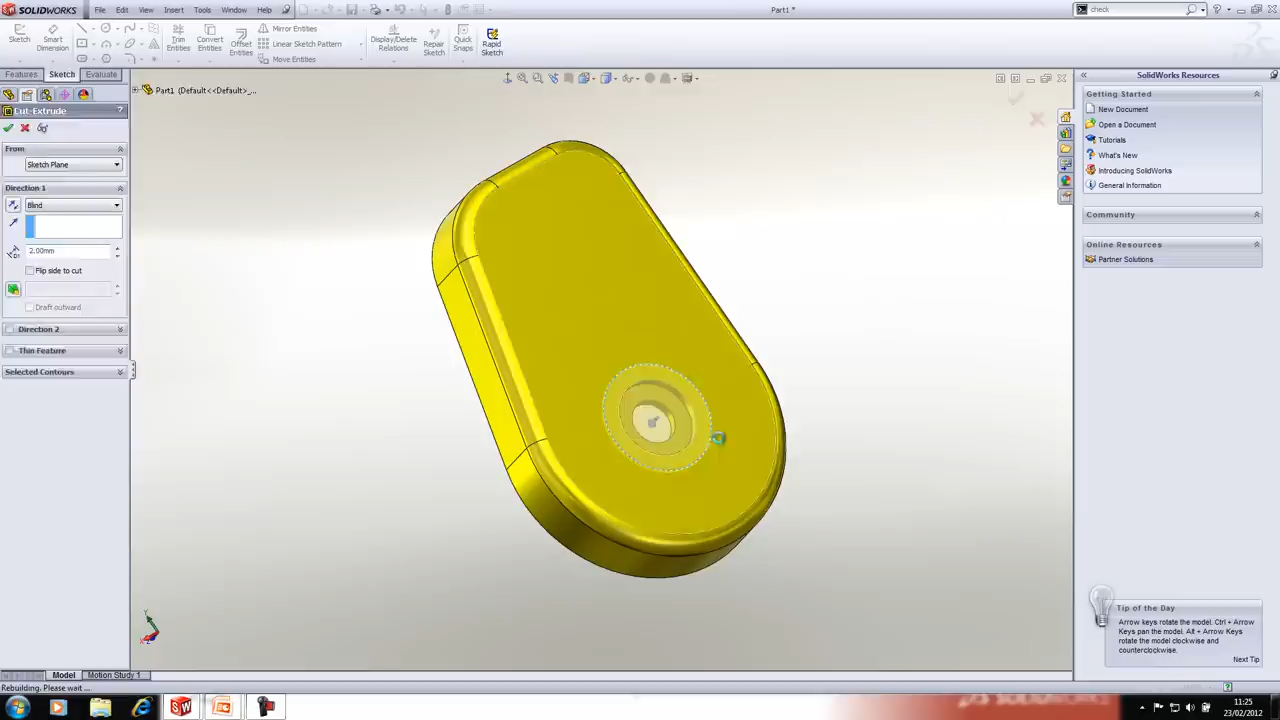 SOLIDWORKS File Edit View Insert Tools Window Help Part1 * check
Sketch Smart Dimension Trim Entities Convert Entities Offset Entities Mirror Entities Linear Sketch Pattern Move Entities Display/Delete Relations Repair Sketch Quick Snaps Rapid Sketch
Features Sketch Evaluate
Part1 (Default<<Default>_...
Cut-Extrude ?
From
Sketch Plane
Direction 1
Blind
2.00mm
Flip side to cut
Draft outward
Direction 2
Thin Feature
Selected Contours
SolidWorks Resources
Getting Started
New Document
Open a Document
Tutorials
What's New
Introducing SolidWorks
General Information
Community
Online Resources
Partner Solutions
Tip of the Day
Arrow keys rotate the model. Ctrl + Arrow
Keys pan the model. Alt + Arrow Keys
rotate the model clockwise and
counterclockwise.
Next Tip
Y
X
Model Motion Study 1
Rebuilding. Please wait ...
11:25
23/02/2012